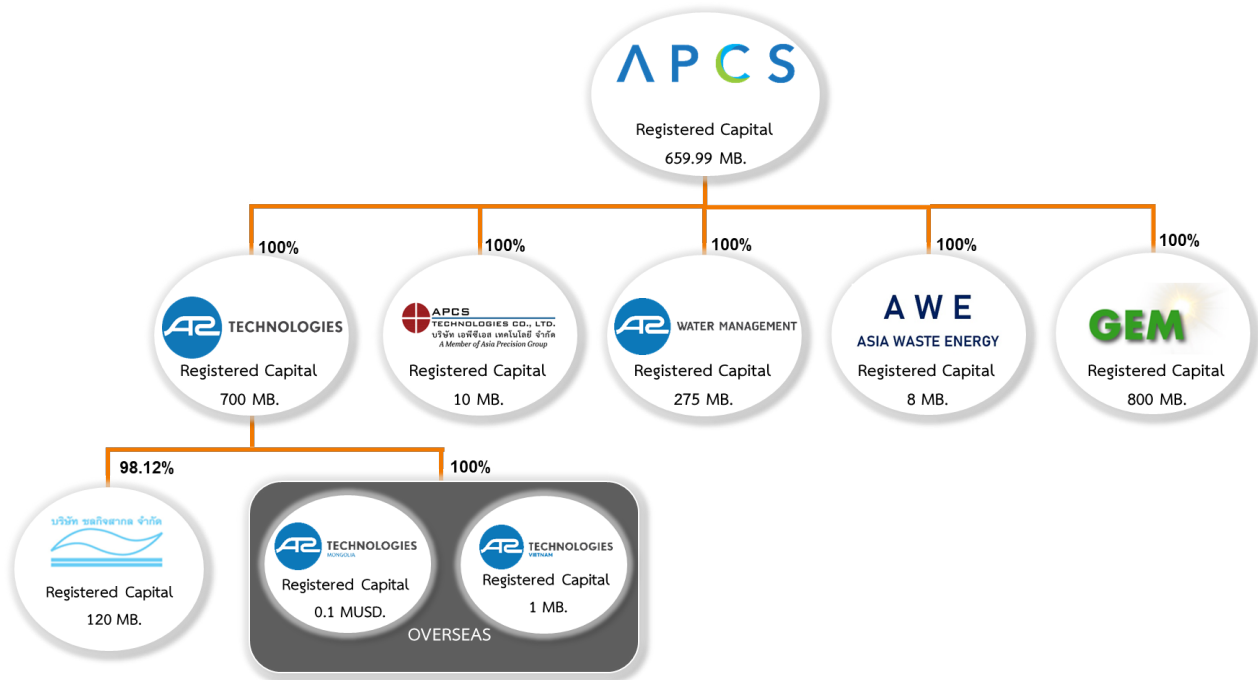 APCS
Registered Capital
659.99 MB.
100%
100%
100%
100%
100%
A2 TECHNOLOGIES
Registered Capital
700 MB.
APCS
TECHNOLOGIES CO., LTD.
บริษัท เอพีซีเอส เทคโนโลยี จำกัด
A Member of Asia Precision Group
Registered Capital
10 MB.
A2 WATER MANAGEMENT
Registered Capital
275 MB.
AWE
ASIA WASTE ENERGY
Registered Capital
8 MB.
GEM
Registered Capital
800 MB.
98.12%
100%
บริษัท ชลกิจสากล จำกัด
Registered Capital
120 MB.
A2 TECHNOLOGIES
MONGOLIA
Registered Capital
0.1 MUSD.
A2 TECHNOLOGIES
VIETNAM
Registered Capital
1 MB.
OVERSEAS